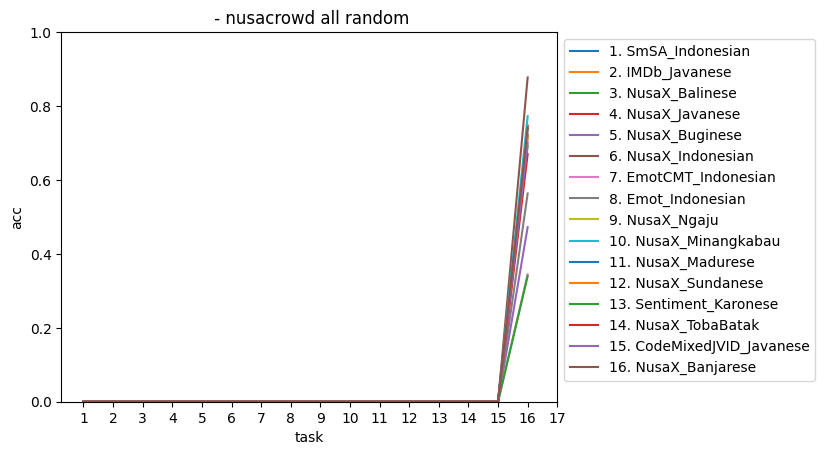 - nusacrowd all random
1.0
0.8
0.6
0.4
0.2
0.0
acc
1 2 3 4 5 6 7 8 9 10 11 12 13 14 15 16 17
task
1. SmSA_Indonesian
2. IMDb_Javanese
3. NusaX_Balinese
4. NusaX_Javanese
5. NusaX_Buginese
6. NusaX_Indonesian
7. EmotCMT_Indonesian
8. Emot_Indonesian
9. NusaX_Ngaju
10. NusaX_Minangkabau
11. NusaX_Madurese
12. NusaX_Sundanese
13. Sentiment_Karonese
14. NusaX_TobaBatak
15. CodeMixedJVID_Javanese
16. NusaX_Banjarese